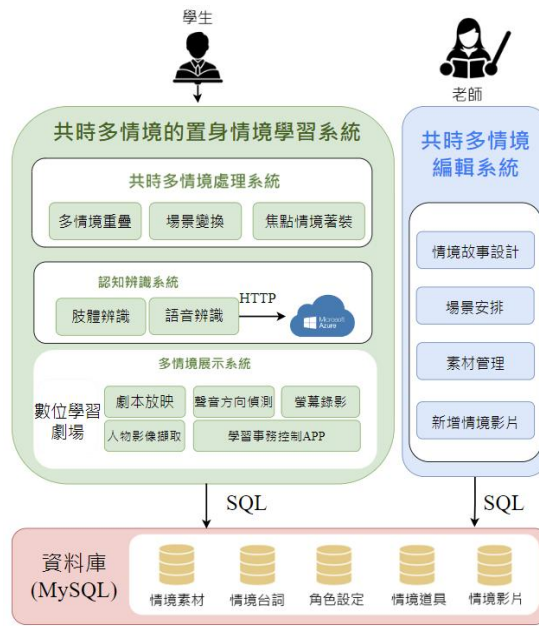 學生
老師
共時多情境的置身情境學習系統
共時多情境處理系統
多情境重疊
場景變換
焦點情境著裝
認知辨識系統
肢體辨識
語音辨識
HTTP
Microsoft
Azure
多情境展示系統
數位學習
劇場
劇本放映
聲音方向偵測
螢幕錄影
人物影像擷取
學習事務控制APP
共時多情境
編輯系統
情境故事設計
場景安排
素材管理
新增情境影片
SQL
SQL
資料庫
(MySQL)
情境素材
情境台詞
角色設定
情境道具
情境影片